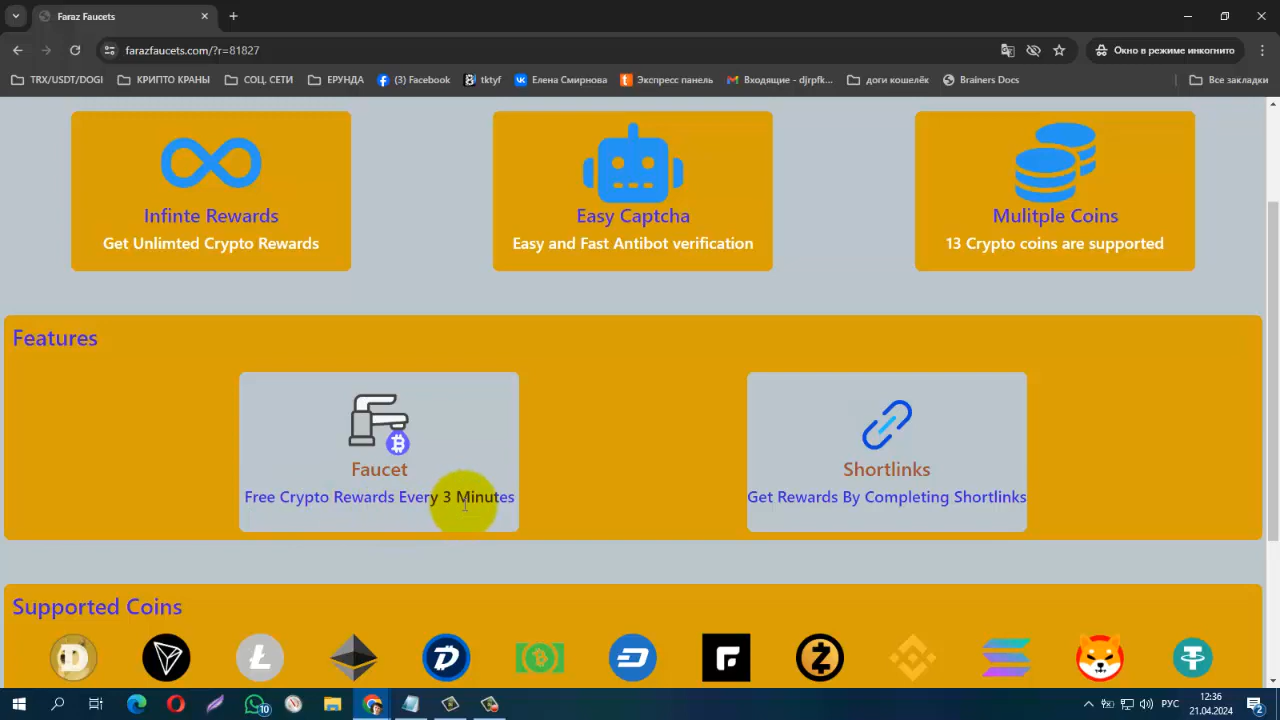 Faraz Faucets
farazfaucets.com/?r=81827
Окно в режиме инкогнито
TRX/USDT/DOGI
КРИПТО КРАНЫ
СОЦ. СЕТИ
ЕРУНДА
(3) Facebook
tktyf
Елена Смирнова
Экспресс панель
Входящие - djrpfk...
доги кошелёк
Brainers Docs
Все закладки
Infinte Rewards
Get Unlimted Crypto Rewards
Easy Captcha
Easy and Fast Antibot verification
Mulitple Coins
13 Crypto coins are supported
Features
Faucet
Free Crypto Rewards Every 3 Minutes
Shortlinks
Get Rewards By Completing Shortlinks
Supported Coins
10
РУС
12:36
21.04.2024
2